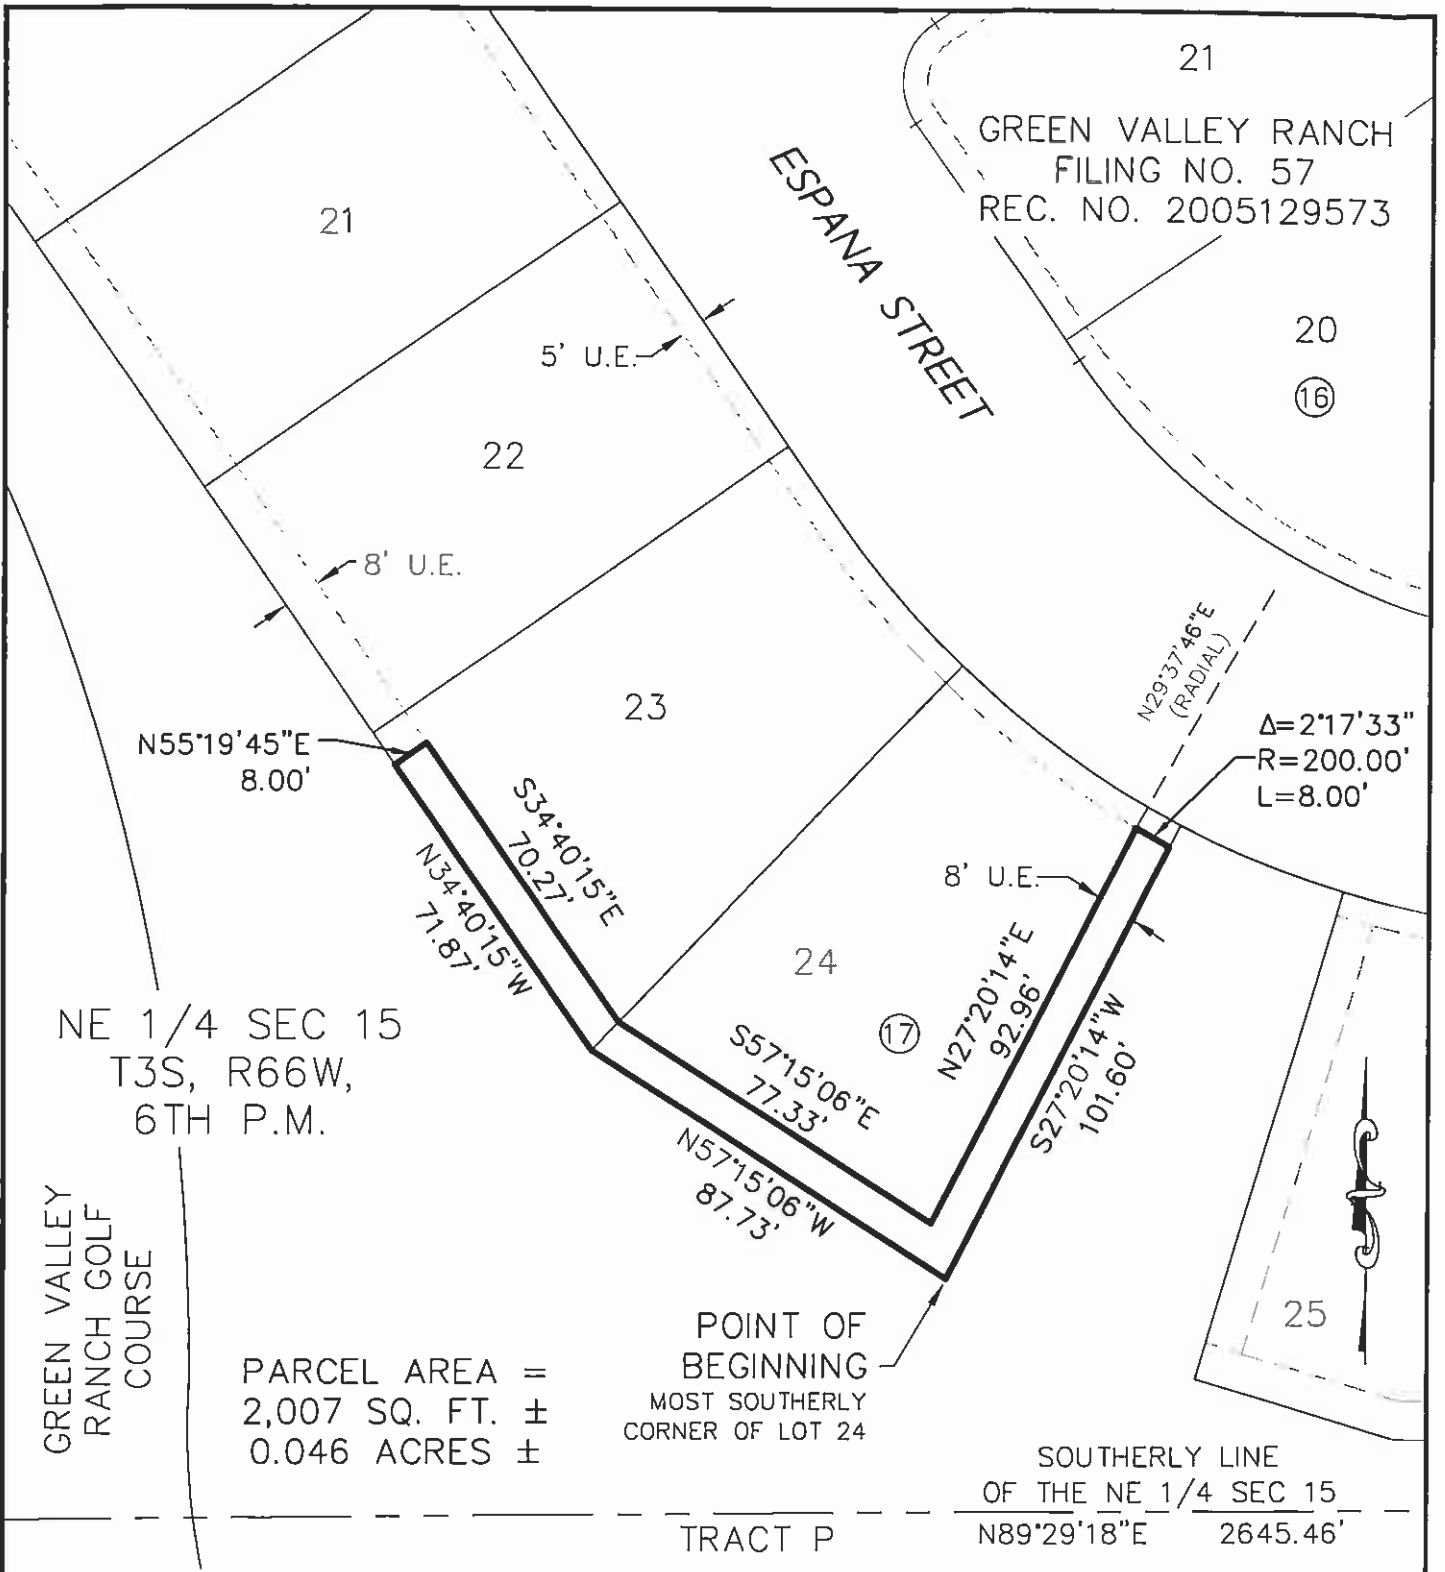 21
GREEN VALLEY RANCH
FILING NO. 57
REC. NO. 2005129573
21
ESPANA STREET
20
16
5' U.E.
22
8' U.E.
N29°37'46"E
(RADIAL)
23
Δ=2°17'33"
R=200.00'
L=8.00'
N55°19'45"E
8.00'
S34°40'15"E
70.27'
N34°40'15"W
71.87'
8' U.E.
24
17
N27°20'14"E
92.96'
S27°20'14"W
101.60'
NE 1/4 SEC 15
T3S, R66W,
6TH P.M.
S57°15'06"E
77.33'
N57°15'06"W
87.73'
GREEN VALLEY
RANCH GOLF
COURSE
POINT OF
BEGINNING
MOST SOUTHERLY
CORNER OF LOT 24
25
PARCEL AREA =
2,007 SQ. FT. ±
0.046 ACRES ±
SOUTHERLY LINE
OF THE NE 1/4 SEC 15
N89°29'18"E 2645.46'
TRACT P